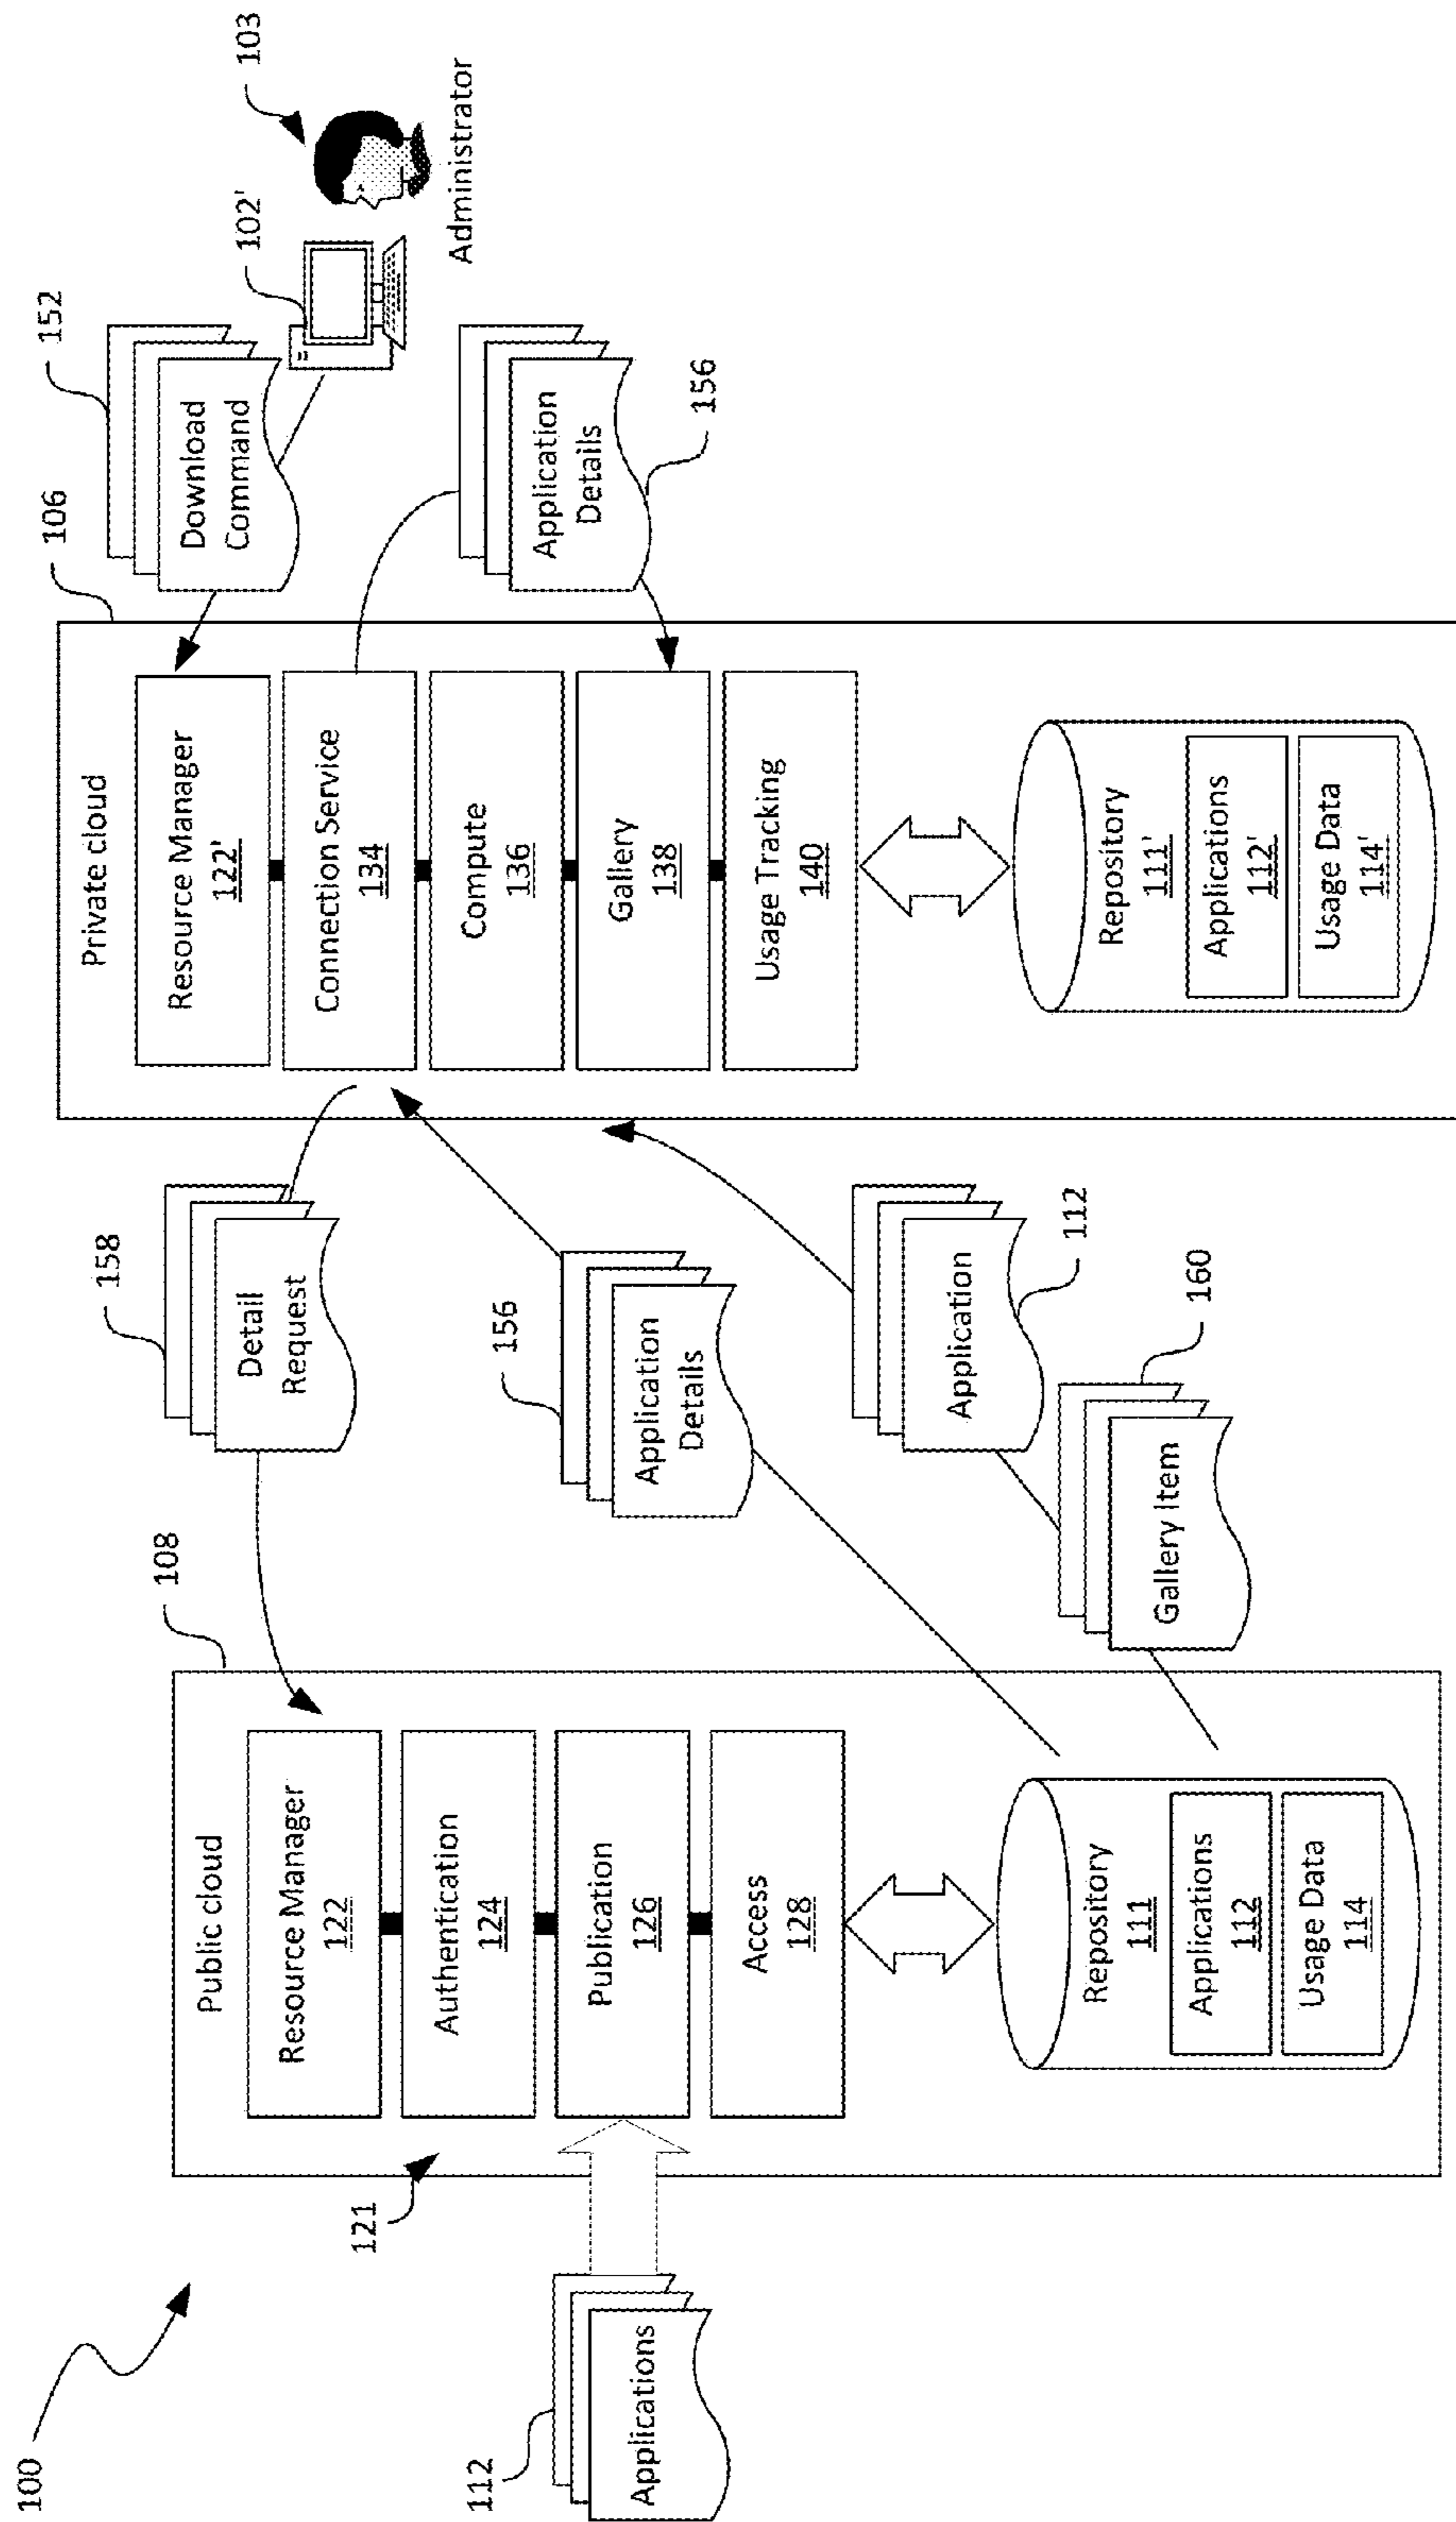 100
112
Applications
121
108
Public cloud
Resource Manager
122
Authentication
124
Publication
126
Access
128
Repository
111
Applications
112
Usage Data
114
158
Detail
Request
156
Application
Details
Application
112
160
Gallery Item
106
Private cloud
Resource Manager
122'
Connection Service
134
Compute
136
Gallery
138
Usage Tracking
140
Repository
111'
Applications
112'
Usage Data
114'
152
Download
Command
Application
Details
156
102'
103
Administrator